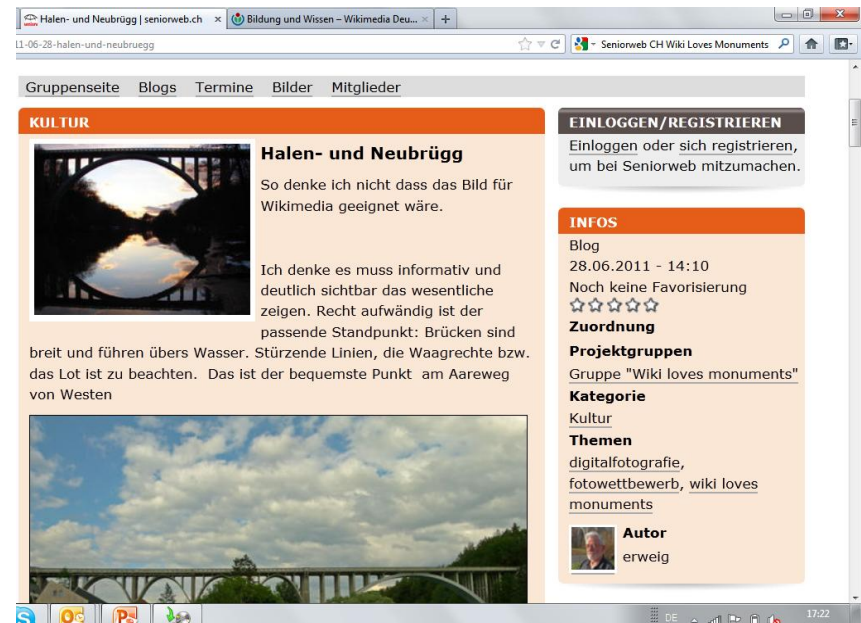 Halen- und Neubrügg | seniorweb.ch
Bildung und Wissen – Wikimedia Deu...
11-06-28-halen-und-neubruegg
Seniorweb CH Wiki Loves Monuments
Gruppenseite Blogs Termine Bilder Mitglieder
KULTUR
Halen- und Neubrügg
So denke ich nicht dass das Bild für
Wikimedia geeignet wäre.
Ich denke es muss informativ und
deutlich sichtbar das wesentliche
zeigen. Recht aufwändig ist der
passende Standpunkt: Brücken sind
breit und führen übers Wasser. Stürzende Linien, die Waagrechte bzw.
das Lot ist zu beachten. Das ist der bequemste Punkt am Aareweg
von Westen
EINLOGGEN/REGISTRIEREN
Einloggen oder sich registrieren,
um bei Seniorweb mitzumachen.
INFOS
Blog
28.06.2011 - 14:10
Noch keine Favorisierung
Zuordnung
Projektgruppen
Gruppe "Wiki loves monuments"
Kategorie
Kultur
Themen
digitalfotografie,
fotowettbewerb, wiki loves
monuments
Autor
erweig
DE
17:22